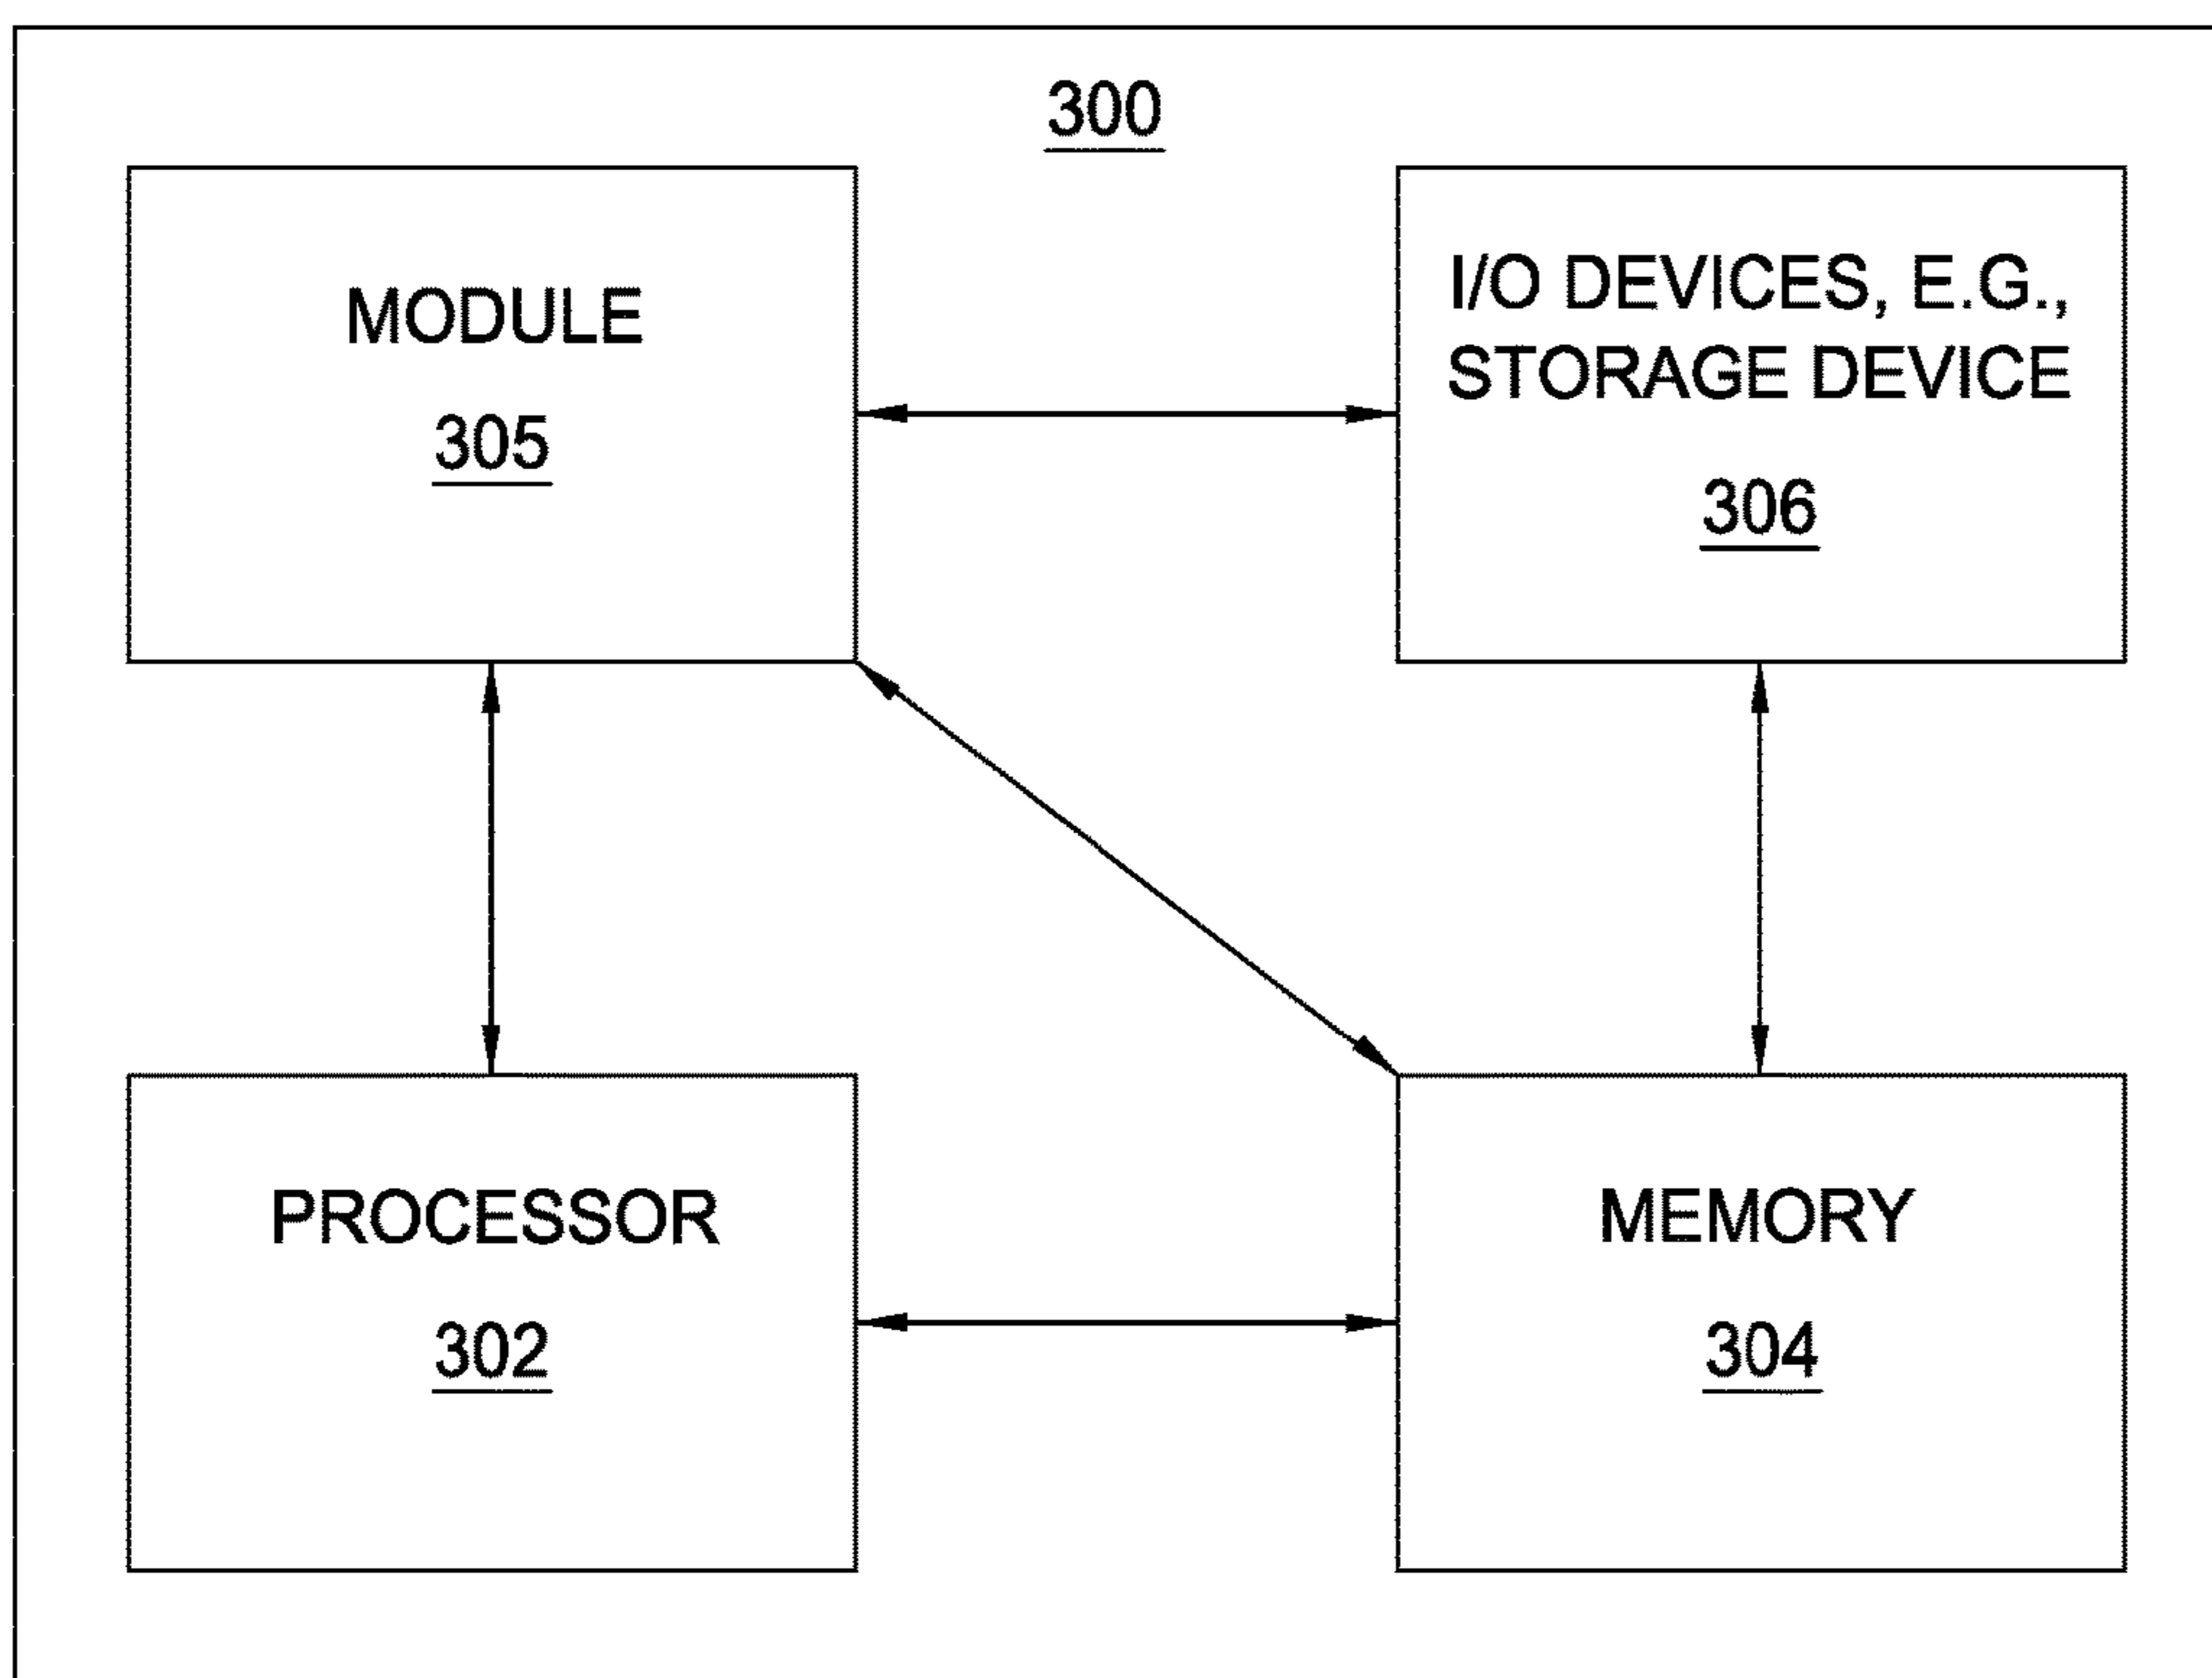 300
MODULE
305
I/O DEVICES, E.G.,
STORAGE DEVICE
306
PROCESSOR
302
MEMORY
304